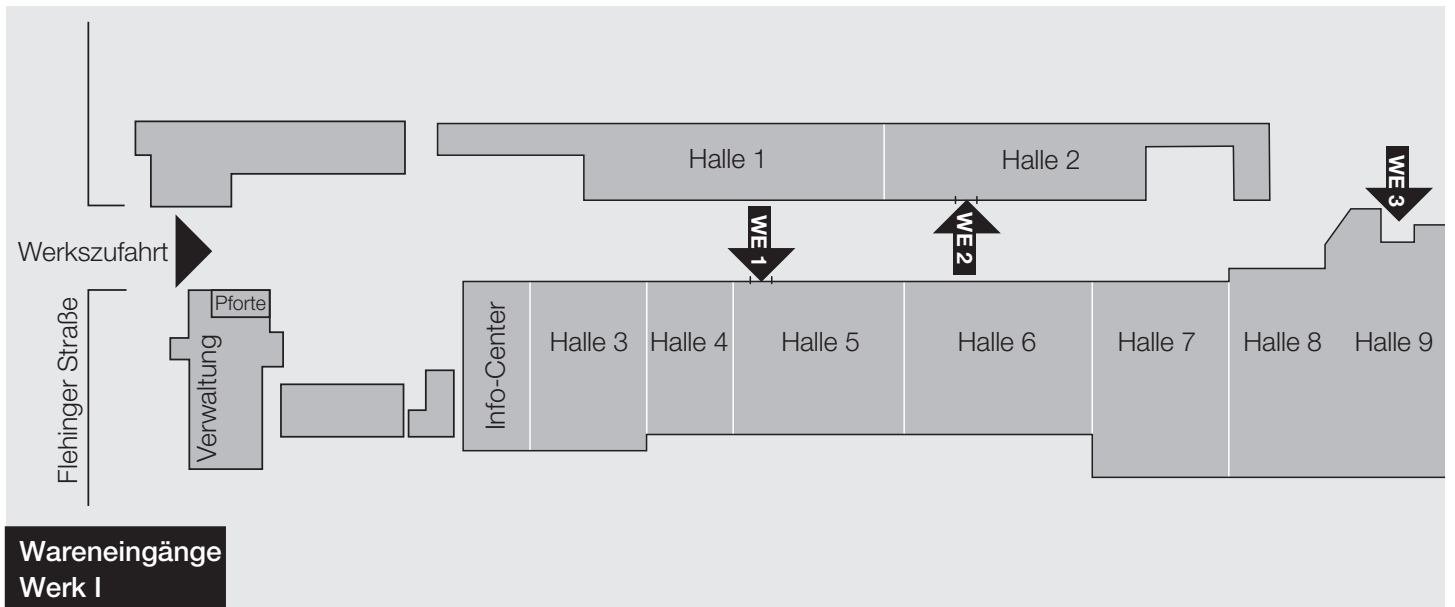 Halle 1
Halle 2
WE 3
Werkszufahrt
WE 1
WE 2
Pforte
Flehinger Straße
Verwaltung
Info-Center
Halle 3
Halle 4
Halle 5
Halle 6
Halle 7
Halle 8
Halle 9
Wareneingänge
Werk I